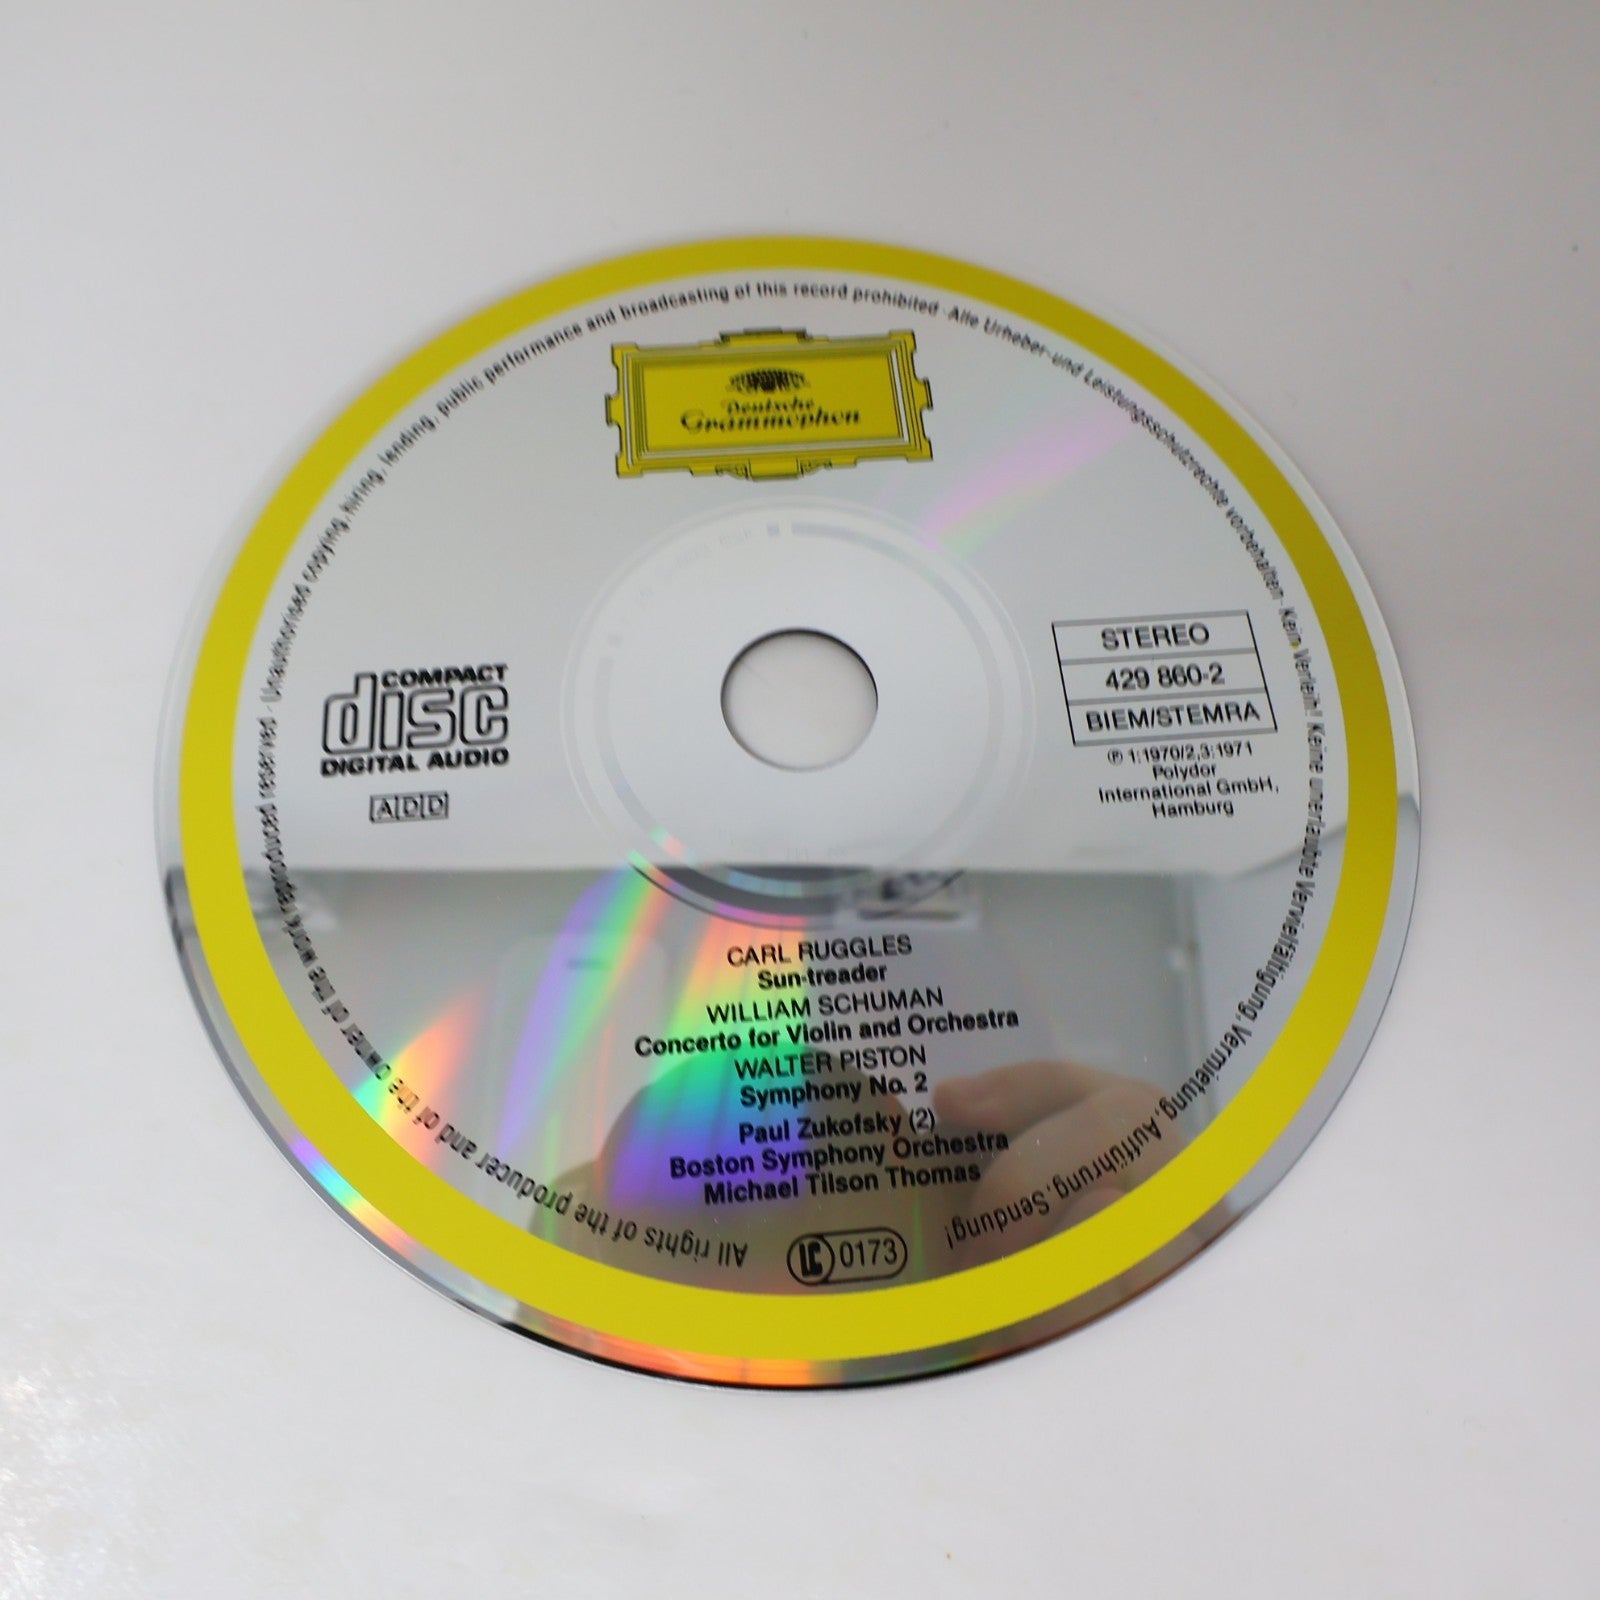 Deutsche
Grammophon
COMPACT
disc
DIGITAL AUDIO
ADD
STEREO
429 860-2
BIEM/STEMRA
℗ 1:1970/2,3:1971
Polydor
International GmbH,
Hamburg
CARL RUGGLES
Sun-treader
WILLIAM SCHUMAN
Concerto for Violin and Orchestra
WALTER PISTON
Symphony No. 2
Paul Zukofsky (2)
Boston Symphony Orchestra
Michael Tilson Thomas
LC 0173
All rights of the producer and of the owner of the work reproduced reserved · Unauthorised copying, hiring, lending, public performance and broadcasting of this record prohibited · Alle Urheber- und Leistungsschutzrechte vorbehalten · Kein Verleih! Keine unerlaubte Vervielfältigung, Vermietung, Aufführung, Sendung!